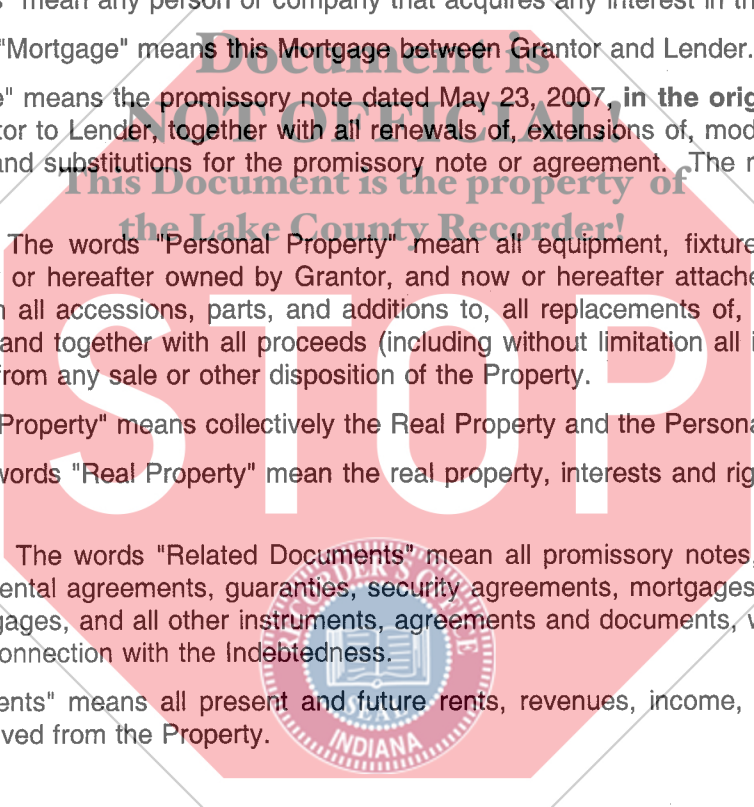 mean any person or company that acquires any interest in th
"Mortgage" means this Mortgage between Grantor and Lender.
Document is
e" means the promissory note dated May 23, 2007, in the orig
NOT OFFICIAL!
tor to Lender, together with all renewals of, extensions of, mod
and substitutions for the promissory note or agreement. The n
This Document is the property of
the Lake County Recorder!
The words "Personal Property" mean all equipment, fixture
or hereafter owned by Grantor, and now or hereafter attache
all accessions, parts, and additions to, all replacements of,
and together with all proceeds (including without limitation all i
from any sale or other disposition of the Property.
STOP
Property" means collectively the Real Property and the Persona
words "Real Property" mean the real property, interests and rig
The words "Related Documents" mean all promissory notes,
ental agreements, guaranties, security agreements, mortgages
gages, and all other instruments, agreements and documents, w
onnection with the Indebtedness.
RECORDER'S OFFICE
ents" means all present and future rents, revenues, income,
ved from the Property.
SEAL
INDIANA